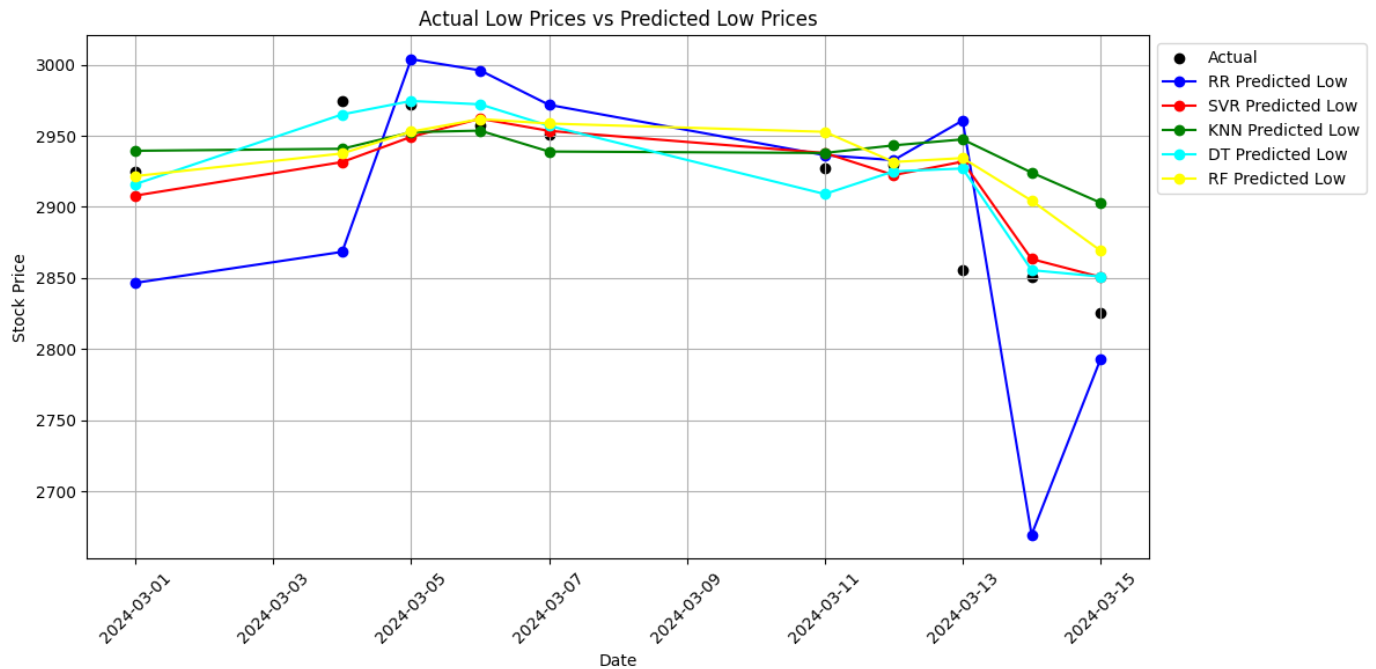 Actual Low Prices vs Predicted Low Prices
Stock Price
3000
2950
2900
2850
2800
2750
2700
2024-03-01
2024-03-03
2024-03-05
2024-03-07
2024-03-09
2024-03-11
2024-03-13
2024-03-15
Date
Actual
RR Predicted Low
SVR Predicted Low
KNN Predicted Low
DT Predicted Low
RF Predicted Low